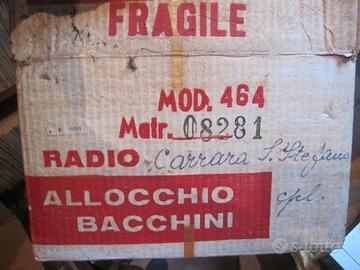 FRAGILE
MOD. 464
Matr. 08281
RADIO Carrara S. Stefano
ALLOCCHIO cpl.
BACCHINI
subito